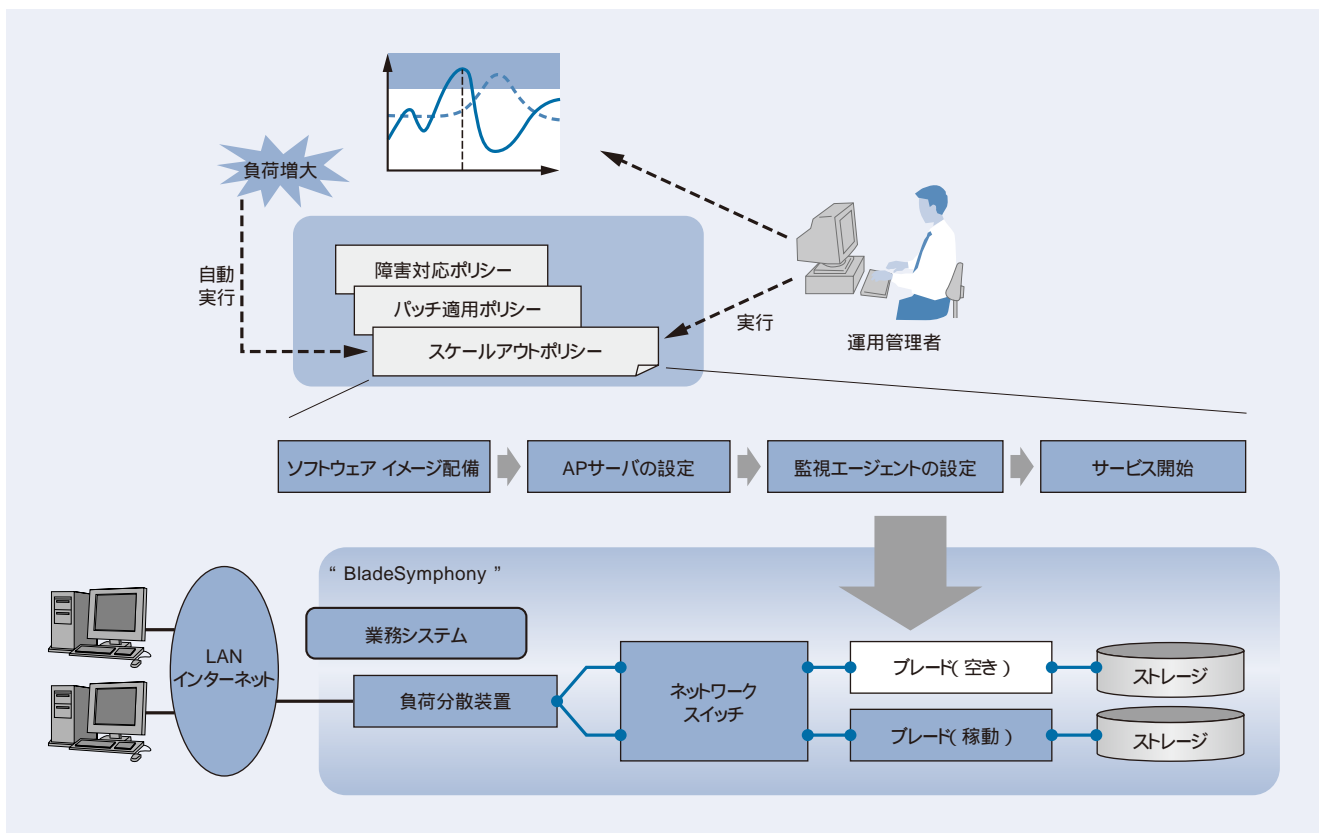 負荷増大
自動
実行
障害対応ポリシー
パッチ適用ポリシー
スケールアウトポリシー
実行
運用管理者
ソフトウェア イメージ配備
APサーバの設定
監視エージェントの設定
サービス開始
“ BladeSymphony ”
業務システム
LAN
インターネット
負荷分散装置
ネットワーク
スイッチ
ブレード( 空き )
ストレージ
ブレード( 稼動 )
ストレージ